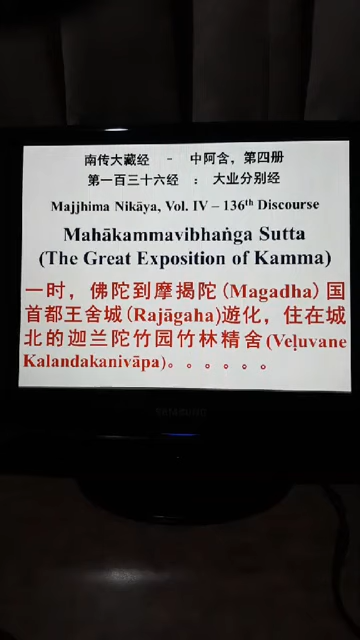 南传大藏经 - 中阿含，第四册
第一百三十六经 ： 大业分别经
Majjhima Nikāya, Vol. IV – 136th Discourse
Mahākammavibhaṅga Sutta
(The Great Exposition of Kamma)
一时，佛陀到摩揭陀(Magadha)国
首都王舍城(Rājāgaha)遊化，住在城
北的迦兰陀竹园竹林精舍(Veḷuvane
Kalandakanivāpa)。。。。。。
SAMSUNG